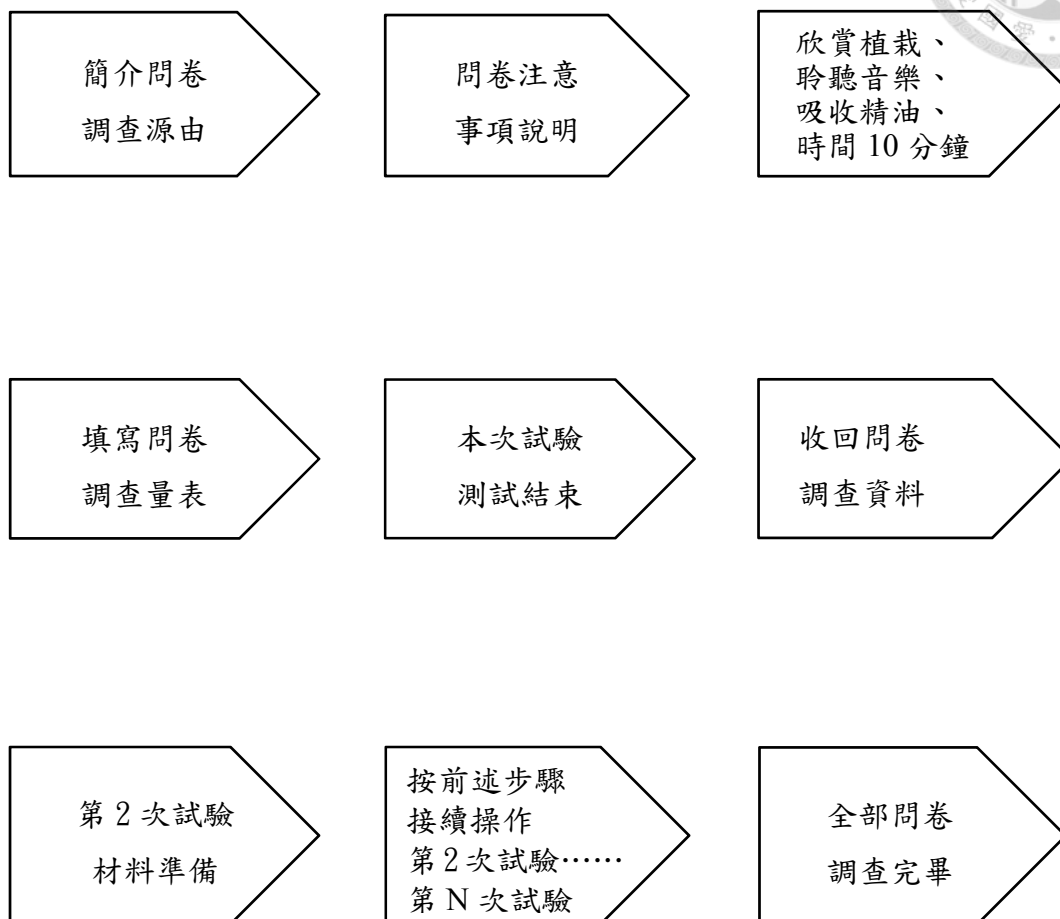 簡介問卷
調查源由
問卷注意
事項說明
欣賞植栽、
聆聽音樂、
吸收精油、
時間 10 分鐘
填寫問卷
調查量表
本次試驗
測試結束
收回問卷
調查資料
第 2 次試驗
材料準備
按前述步驟
接續操作
第 2 次試驗……
第 N 次試驗
全部問卷
調查完畢